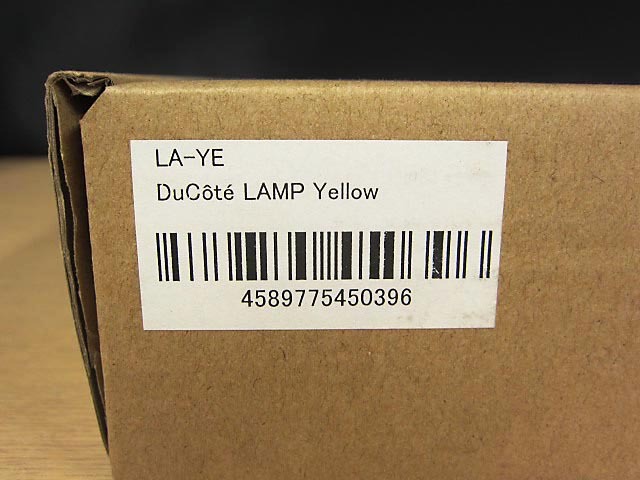 LA-YE
DuCôté LAMP Yellow
4589775450396